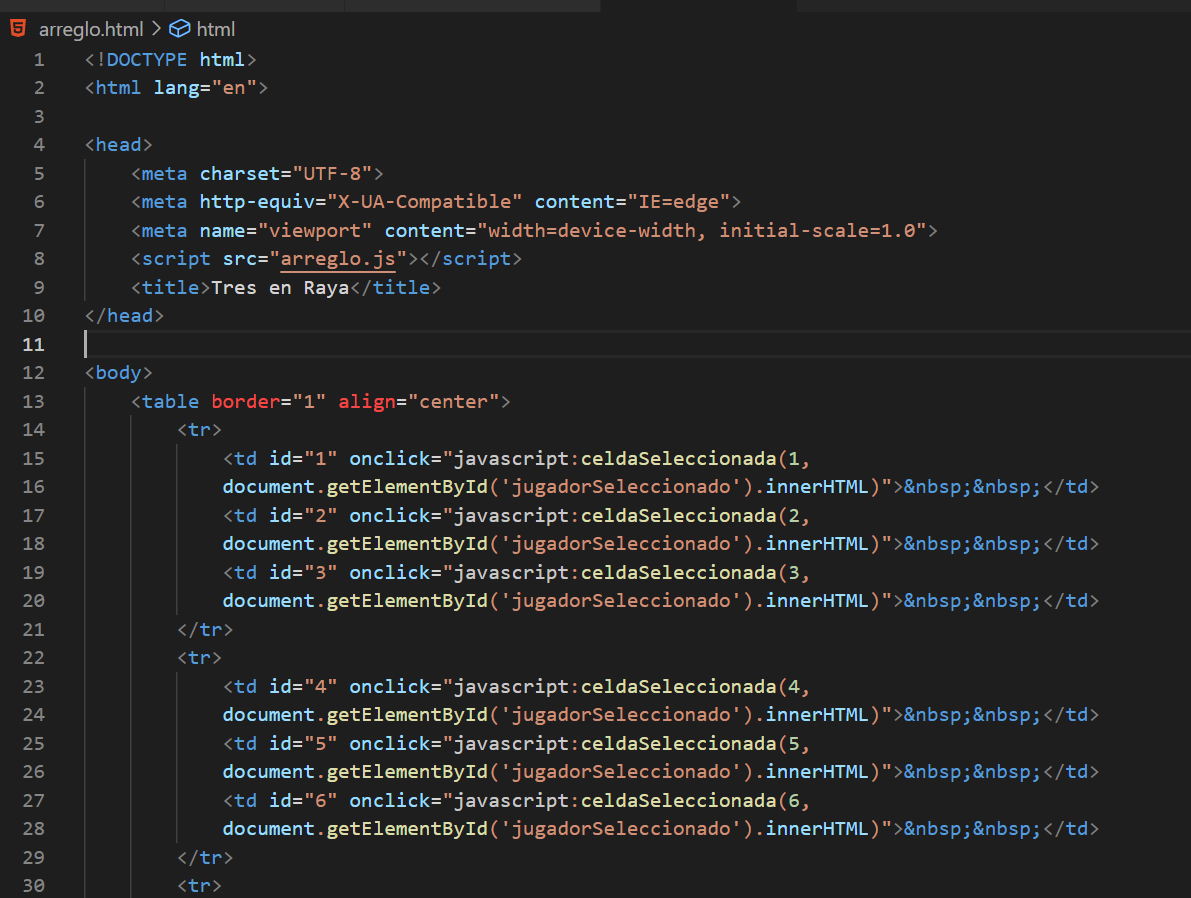 arreglo.html > html
1 <!DOCTYPE html>
2 <html lang="en">
3
4 <head>
5     <meta charset="UTF-8">
6     <meta http-equiv="X-UA-Compatible" content="IE=edge">
7     <meta name="viewport" content="width=device-width, initial-scale=1.0">
8     <script src="arreglo.js"></script>
9     <title>Tres en Raya</title>
10 </head>
11
12 <body>
13     <table border="1" align="center">
14         <tr>
15             <td id="1" onclick="javascript:celdaSeleccionada(1,
16             document.getElementById('jugadorSeleccionado').innerHTML)">&nbsp;&nbsp;</td>
17             <td id="2" onclick="javascript:celdaSeleccionada(2,
18             document.getElementById('jugadorSeleccionado').innerHTML)">&nbsp;&nbsp;</td>
19             <td id="3" onclick="javascript:celdaSeleccionada(3,
20             document.getElementById('jugadorSeleccionado').innerHTML)">&nbsp;&nbsp;</td>
21         </tr>
22         <tr>
23             <td id="4" onclick="javascript:celdaSeleccionada(4,
24             document.getElementById('jugadorSeleccionado').innerHTML)">&nbsp;&nbsp;</td>
25             <td id="5" onclick="javascript:celdaSeleccionada(5,
26             document.getElementById('jugadorSeleccionado').innerHTML)">&nbsp;&nbsp;</td>
27             <td id="6" onclick="javascript:celdaSeleccionada(6,
28             document.getElementById('jugadorSeleccionado').innerHTML)">&nbsp;&nbsp;</td>
29         </tr>
30         <tr>